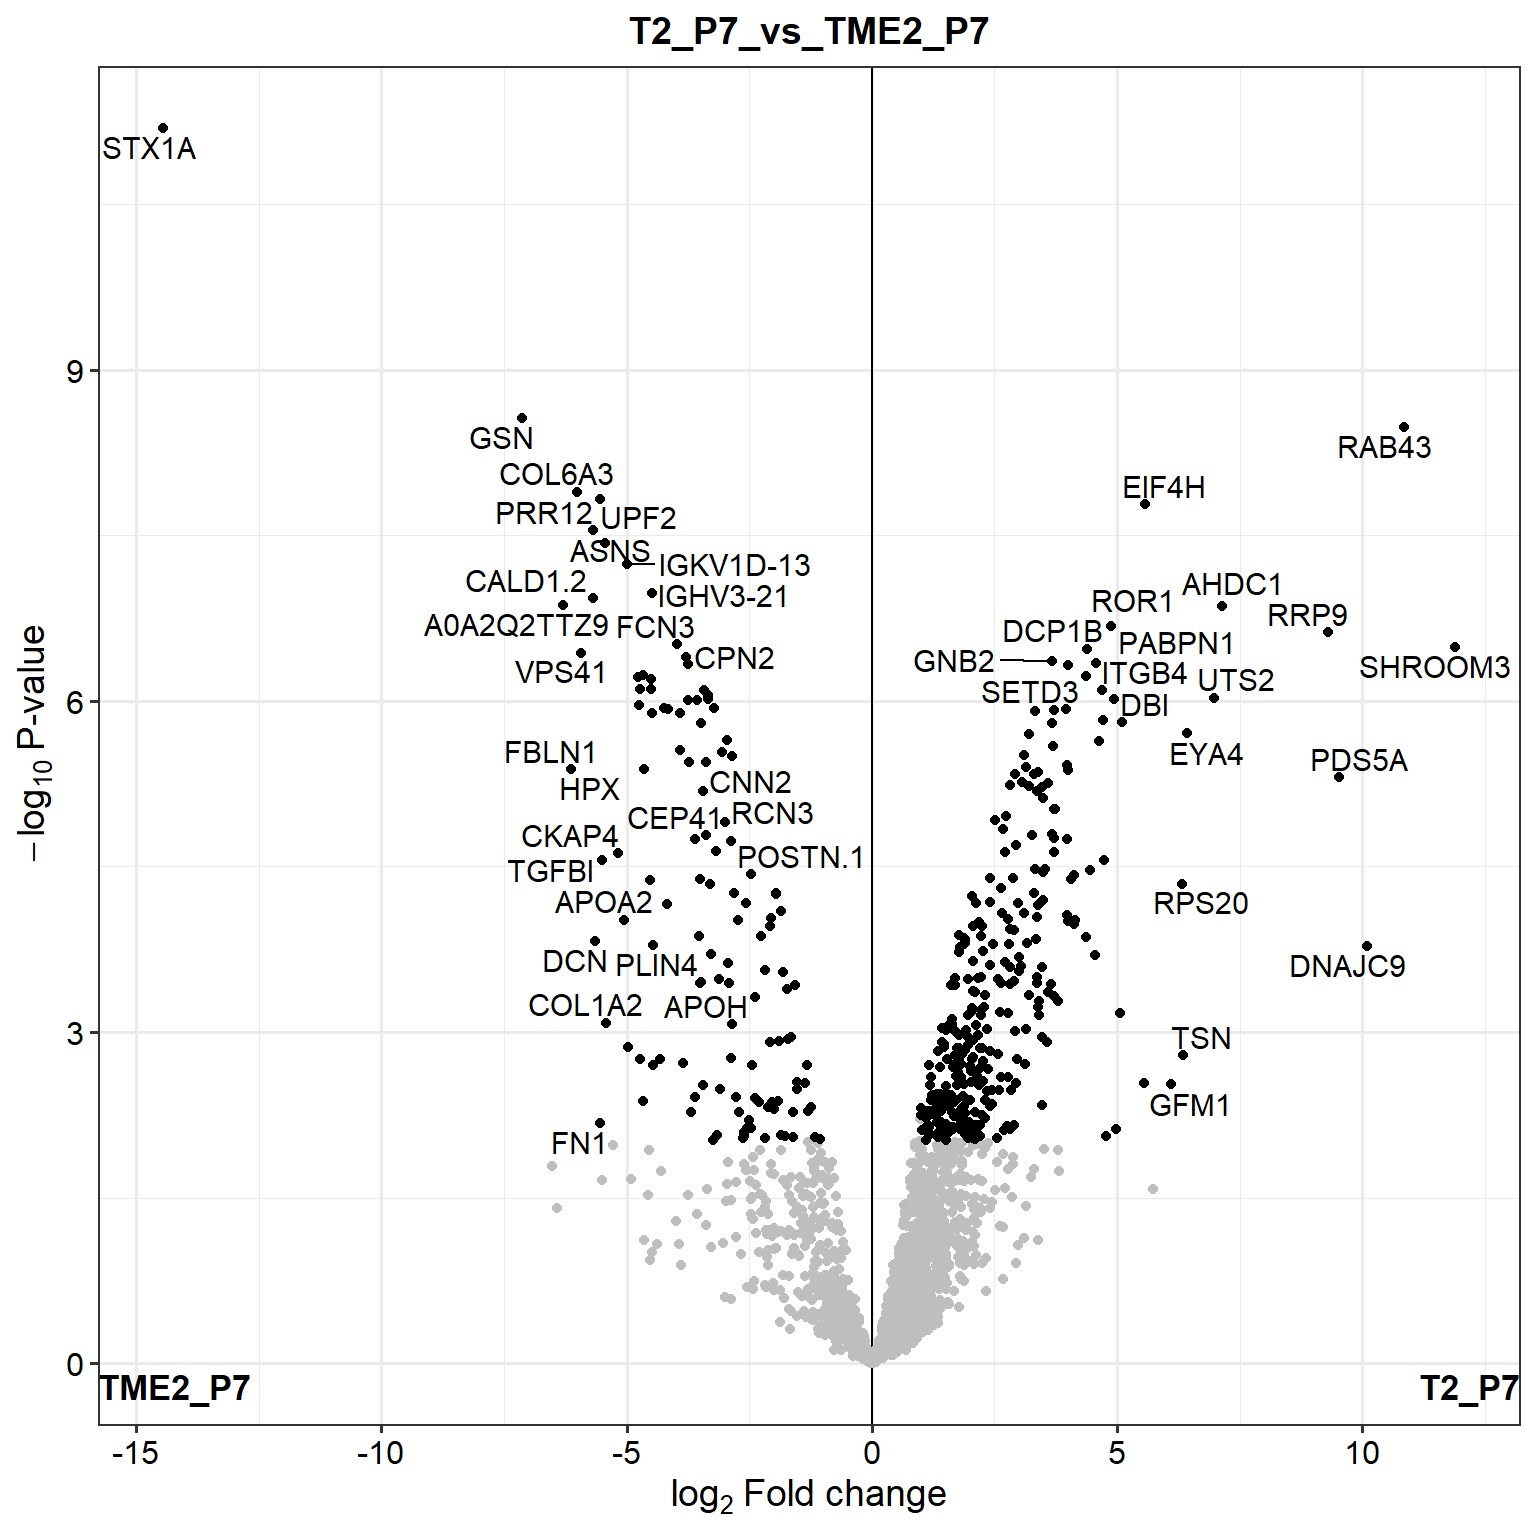 T2_P7_vs_TME2_P7
STX1A
9
GSN
RAB43
COL6A3
EIF4H
PRR12
UPF2
ASNS
IGKV1D-13
CALD1.2
IGHV3-21
AHDC1
ROR1
RRP9
A0A2Q2TTZ9
FCN3
DCP1B
PABPN1
GNB2
CPN2
VPS41
ITGB4
SHROOM3
UTS2
SETD3
6
DBI
FBLN1
EYA4
PDS5A
HPX
CNN2
CEP41
RCN3
CKAP4
POSTN.1
TGFBI
APOA2
RPS20
DCN
PLIN4
DNAJC9
COL1A2
APOH
3
TSN
GFM1
FN1
0
TME2_P7
T2_P7
-15
-10
-5
0
5
10
log2 Fold change
−log10 P-value